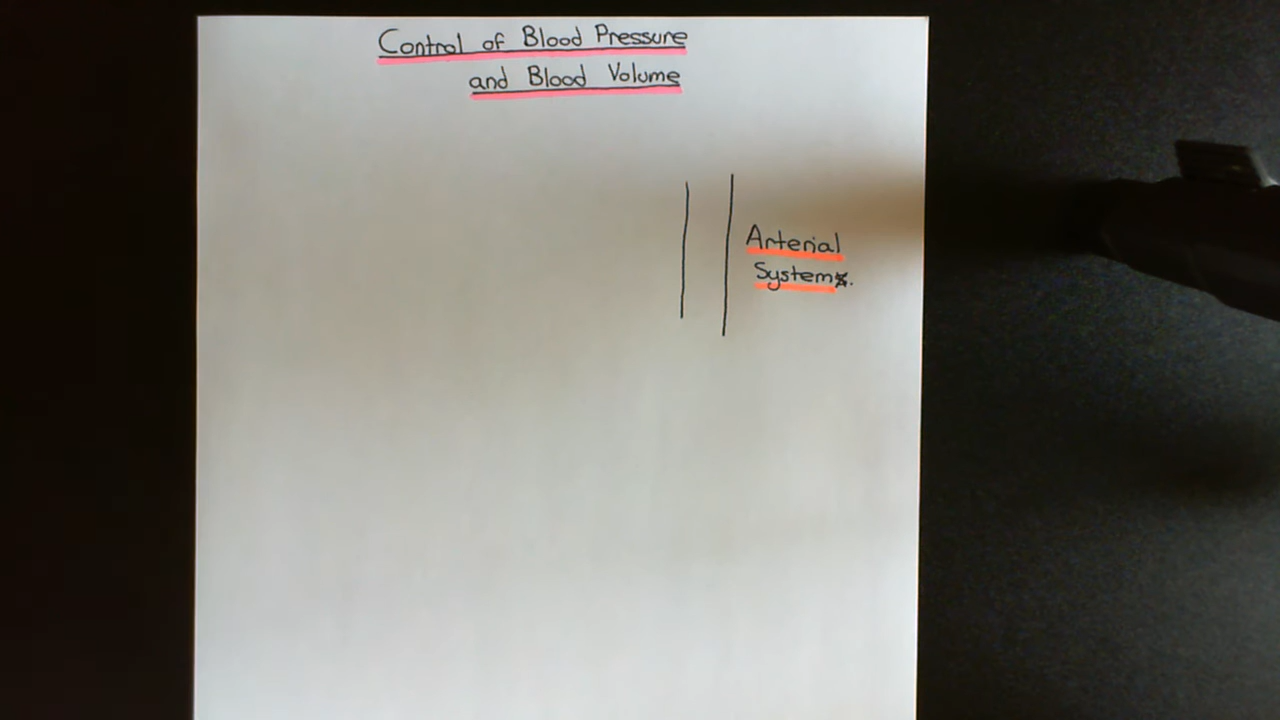 Control of Blood Pressure
and Blood Volume
Arterial
System.